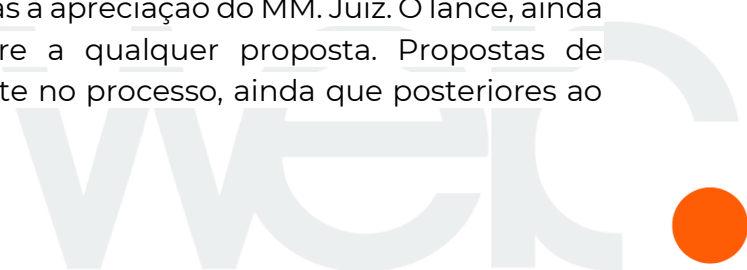 as à apreciação do MM. Juiz. O lance, ainda
re a qualquer proposta. Propostas de
te no processo, ainda que posteriores ao
web